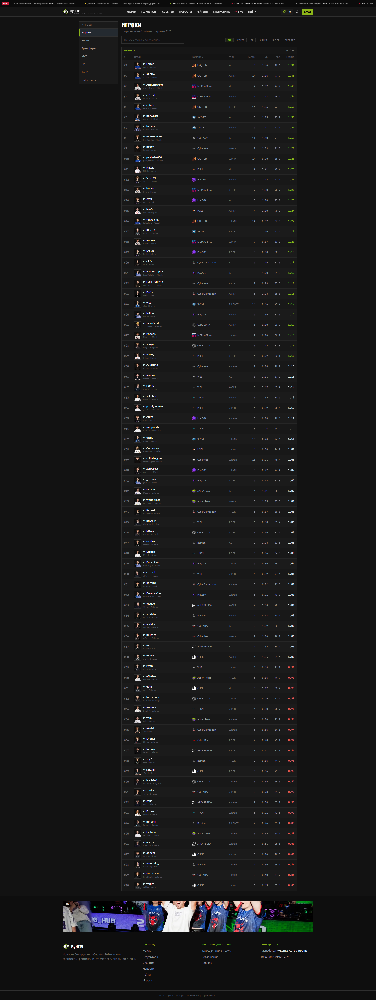 LIVE
UG_HUB чемпионы — обыграли SKYNET 2:0 на Meta Arena
Демки · t.me/bel_cs2_demos — очередь парсинга гранд-финала
BEL Season 2 · 10 000 BYN · 22 июн – 25 июл
LIVE · UG_HUB vs SKYNET шоуматч · Mirage 8:7
Рейтинг · vertex (UG_HUB) #1 после Season 2
BEL S2 · UG_
BY ByHLTV
БЕЛОРУССКИЙ COUNTER STRIKE
МАТЧИ РЕЗУЛЬТАТЫ СОБЫТИЯ НОВОСТИ РЕЙТИНГ СТАТИСТИКА LIVE ЕЩЁ
RU
ВХОД
ИГРОКИ
Игроки
Retired
Трансферы
MVP
EVP
Top20
Hall of Fame
ИГРОКИ
Национальный рейтинг игроков CS2
Поиск игрока или команды...
ВСЕ AWPER IGL LURKER RIFLER SUPPORT
ИГРОКИ 80 / 80
# ИГРОК КОМАНДА РОЛЬ КАРТЫ K/D ADR RATING
#1 BY Faizer UG_HUB IGL 14 1.40 99.5 1.39
Faizer · Vitebsk
#2 BY ALPHA UG_HUB AWPER 14 1.15 97.7 1.38
ALPHA · Vitebsk
#3 BY ArmanZwerrr META ARENA IGL 7 1.32 96.9 1.35
#4 BY ch1psik META ARENA AWPER 7 1.18 95.2 1.34
ch1psik · Minsk
#5 BY shimu UG_HUB RIFLER 14 1.06 93.8 1.30
shimu · Vitebsk
#6 BY pogwasst SKYNET IGL 15 1.25 93.2 1.30
pogwasst · Hrodna
#7 BY barsuk SKYNET AWPER 15 1.11 91.7 1.30
barsuk · Hrodna
#8 BY heartbrxk3n Cyberloga IGL 11 1.30 94.0 1.30
heartbrxk3n · Minsk
#9 BY bexoff Cyberloga AWPER 11 1.09 91.8 1.28
bexoff · Minsk
#10 BY pavlysha666 UG_HUB SUPPORT 14 0.90 86.0 1.26
pavlysha666 · Vitebsk
#11 BY Nikola PIXEL IGL 4 1.21 92.2 1.26
Nikola · Mogilev
#12 BY Steve21 PLAZMA AWPER 5 1.12 91.7 1.26
Steve21 · Minsk
#13 BY bonya META ARENA RIFLER 7 1.00 90.9 1.25
bonya · Minsk
#14 BY em0 PLAZMA IGL 5 1.24 93.0 1.25
em0 · Minsk
#15 BY lavr3n PIXEL AWPER 4 1.10 90.2 1.24
lavr3n · Mogilev
#16 BY tokyoking UG_HUB LURKER 14 0.82 83.3 1.22
tokyoking · Vitebsk
#17 BY KENHY SKYNET RIFLER 15 1.00 87.8 1.22
KENHY · Hrodna
#18 BY Roomz META ARENA SUPPORT 7 0.87 83.0 1.20
Roomz · Minsk
#19 BY Deitas PLAZMA RIFLER 5 0.98 88.0 1.19
Deitas · Minsk
#20 BY c47s CyberGameSport IGL 5 1.15 87.6 1.19
c47s · Slutsk
#21 BY EropBuTaJIu4 Playday IGL 5 1.20 89.2 1.19
EropBuTaJIu4 · Minsk
#22 BY LOLLIPOP21K Cyberloga RIFLER 11 0.98 87.3 1.18
LOLLIPOP21K · Minsk
#23 BY Flo1x CyberGameSport AWPER 5 1.08 85.6 1.18
Flo1x · Slutsk
#24 BY yisb SKYNET SUPPORT 15 0.84 79.7 1.17
yisb · Hrodna
#25 BY Nillow Playday AWPER 5 1.09 87.3 1.17
Nillow · Minsk
#26 BY 1337fated CYBERXATA AWPER 3 1.10 86.5 1.17
1337fated · Soligorsk
#27 BY Phoenix META ARENA LURKER 7 0.78 80.1 1.16
Phoenix · Minsk
#28 BY senya CYBERXATA IGL 3 1.13 87.8 1.16
senya · Soligorsk
#29 BY fr1soy PIXEL RIFLER 4 0.97 86.1 1.15
fr1soy · Mogilev
#30 BY AZ3RTIXX Cyberloga SUPPORT 11 0.84 79.2 1.13
AZ3RTIXX · Minsk
#31 BY arman VIBE IGL 6 1.14 87.0 1.13
arman · Hrodna
#32 BY roomz VIBE AWPER 6 1.09 85.4 1.13
roomz · Hrodna
#33 BY sekt1en TRON AWPER 3 1.04 88.5 1.13
sekt1en · Belarus
#34 BY paralyzed666 PIXEL SUPPORT 4 0.82 78.6 1.12
paralyzed666 · Mogilev
#35 BY At0m PLAZMA SUPPORT 5 0.84 79.6 1.12
At0m · Minsk
#36 BY temporale TRON IGL 3 1.25 89.7 1.12
temporale · Belarus
#37 BY uNdo SKYNET LURKER 15 0.73 76.4 1.11
uNdo · Hrodna
#38 BY Antarctica PIXEL LURKER 4 0.74 76.2 1.09
Antarctica · Mogilev
#39 BY rblbalkagoat Cyberloga LURKER 11 0.74 76.4 1.08
rblbalkagoat · Minsk
#40 BY zerixxxxx PLAZMA LURKER 5 0.72 76.4 1.07
zerixxxxx · Minsk
#41 BY gurman Playday RIFLER 5 0.92 82.8 1.07
gurman · Minsk
#42 BY MoSgAs Action Point IGL 3 1.11 85.0 1.07
MoSgAs · Belarus
#43 BY worldislost Action Point AWPER 3 1.05 83.5 1.07
worldislost · Belarus
#44 BY Kanoshixo CyberGameSport RIFLER 5 0.87 80.6 1.06
Kanoshixo · Slutsk
#45 BY phoenix VIBE RIFLER 6 0.88 81.7 1.06
phoenix · Hrodna
#46 BY M1nis CYBERXATA RIFLER 3 0.90 81.5 1.05
M1nis · Soligorsk
#47 BY read9x Bastion IGL 2 1.08 81.5 1.05
read9x · Belarus
#48 BY Magpie TRON RIFLER 3 0.96 84.5 1.05
Magpie · Belarus
#49 BY PunchCyan Playday SUPPORT 5 0.80 75.4 1.04
PunchCyan · Minsk
#50 BY ch1psik VIBE SUPPORT 6 0.82 74.3 1.03
ch1psik · Hrodna
#51 BY Kazamii CyberGameSport SUPPORT 5 0.82 72.5 1.01
Kazamii · Slutsk
#52 BY Duran4e1as Playday LURKER 5 0.71 73.0 1.01
Duran4e1as · Minsk
#53 BY Vladyo AREA REGION AWPER 2 1.03 78.8 1.01
Vladyo · Belarus
#54 BY starbtw Bastion AWPER 2 0.97 78.7 1.00
starbtw · Belarus
#55 BY Fariday Cyber Bar IGL 2 1.09 80.0 1.00
Fariday · Belarus
#56 BY pr3d1ct Cyber Bar AWPER 2 1.00 78.7 1.00
pr3d1ct · Belarus
#57 BY mdl AREA REGION IGL 2 1.03 80.2 1.00
mdl · Belarus
#58 BY malva CLICK AWPER 3 1.04 81.4 1.00
malva · Belarus
#59 BY rivan VIBE LURKER 6 0.68 71.7 0.99
rivan · Hrodna
#60 BY eMAIYo Action Point RIFLER 3 0.85 79.7 0.99
eMAIYo · Belarus
#61 BY goto CLICK IGL 3 1.12 82.7 0.99
goto · Belarus
#62 BY lordstonez CYBERXATA SUPPORT 3 0.79 72.9 0.98
lordstonez · Soligorsk
#63 BY Bolt9RA TRON SUPPORT 3 0.80 75.9 0.98
Bolt9RA · Belarus
#64 BY yolo Action Point SUPPORT 3 0.80 72.2 0.96
yolo · Belarus
#65 BY akutsi CyberGameSport LURKER 5 0.65 69.1 0.94
akutsi · Slutsk
#66 BY Ehonej Cyber Bar RIFLER 2 0.78 75.1 0.94
Ehonej · Belarus
#67 BY fankyo AREA REGION RIFLER 2 0.82 75.1 0.94
fankyo · Belarus
#68 BY soyf Bastion RIFLER 2 0.85 74.9 0.93
soyf · Belarus
#69 BY s3rzhik CLICK RIFLER 3 0.84 77.8 0.93
s3rzhik · Belarus
#70 BY lesch143 CYBERXATA LURKER 3 0.66 69.3 0.91
lesch143 · Soligorsk
#71 BY Tooky Cyber Bar SUPPORT 2 0.78 67.7 0.91
Tooky · Belarus
#72 BY egus AREA REGION SUPPORT 2 0.74 67.7 0.91
egus · Belarus
#73 BY Foxan TRON LURKER 3 0.71 72.3 0.91
Foxan · Belarus
#74 BY jumanji Bastion SUPPORT 2 0.76 67.1 0.89
jumanji · Belarus
#75 BY tsuhinaru Action Point LURKER 3 0.64 68.7 0.89
tsuhinaru · Belarus
#76 BY Gamash AREA REGION LURKER 2 0.64 65.3 0.88
Gamash · Belarus
#77 BY dancha CLICK SUPPORT 3 0.78 70.0 0.88
dancha · Belarus
#78 BY frozendog Bastion LURKER 2 0.60 64.7 0.86
frozendog · Belarus
#79 BY Kon-Shisho Cyber Bar LURKER 2 0.60 64.7 0.86
Kon-Shisho · Belarus
#80 BY valdes CLICK LURKER 3 0.63 67.4 0.85
valdes · Belarus
BEL
BY ByHLTV
Новости белорусского Counter-Strike: матчи,
трансферы, рейтинги и live-счёт региональной сцены.
НАВИГАЦИЯ
Матчи
Результаты
События
Новости
Рейтинг
Игроки
ПРАВОВЫЕ ДОКУМЕНТЫ
Конфиденциальность
Соглашение
Cookies
СООБЩЕСТВО
Разработал Руденко Артем Roomz
Telegram · @roomzrly
© 2026 ByHLTV · Белорусский киберспорт прежде всего